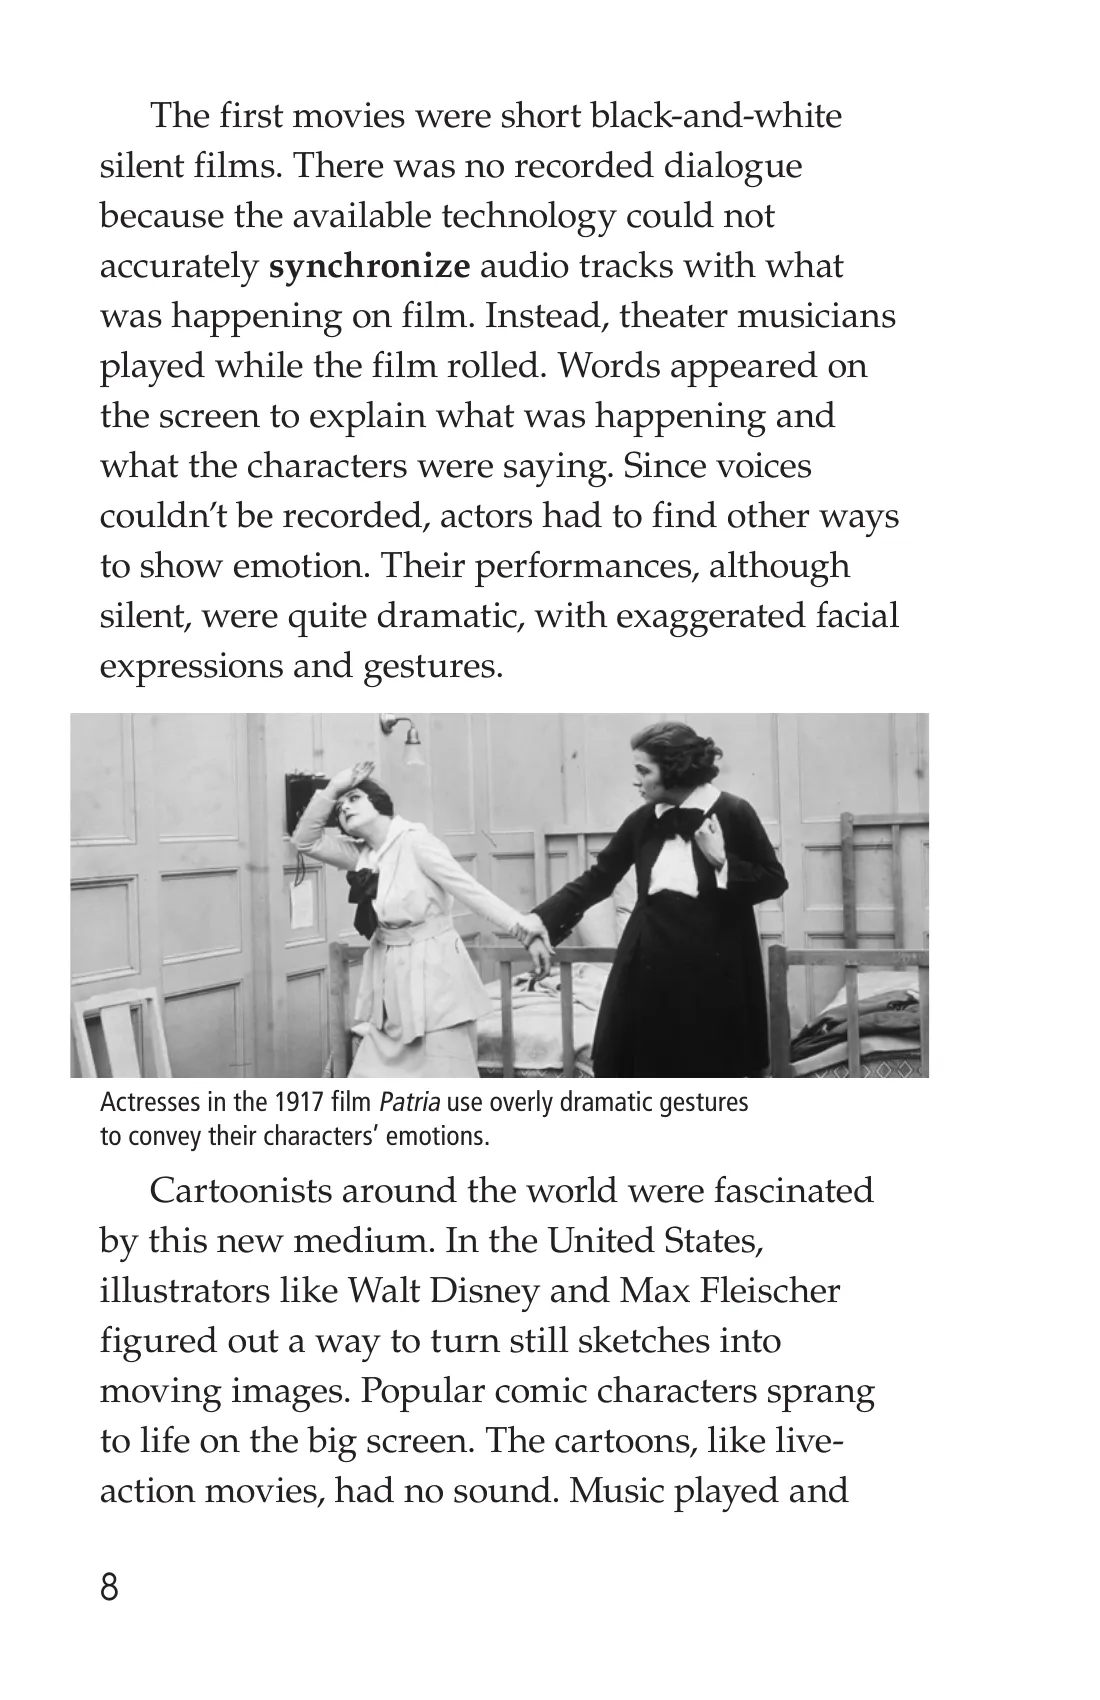 The first movies were short black-and-white
silent films. There was no recorded dialogue
because the available technology could not
accurately synchronize audio tracks with what
was happening on film. Instead, theater musicians
played while the film rolled. Words appeared on
the screen to explain what was happening and
what the characters were saying. Since voices
couldn’t be recorded, actors had to find other ways
to show emotion. Their performances, although
silent, were quite dramatic, with exaggerated facial
expressions and gestures.
Actresses in the 1917 film Patria use overly dramatic gestures
to convey their characters’ emotions.
Cartoonists around the world were fascinated
by this new medium. In the United States,
illustrators like Walt Disney and Max Fleischer
figured out a way to turn still sketches into
moving images. Popular comic characters sprang
to life on the big screen. The cartoons, like live-
action movies, had no sound. Music played and
8